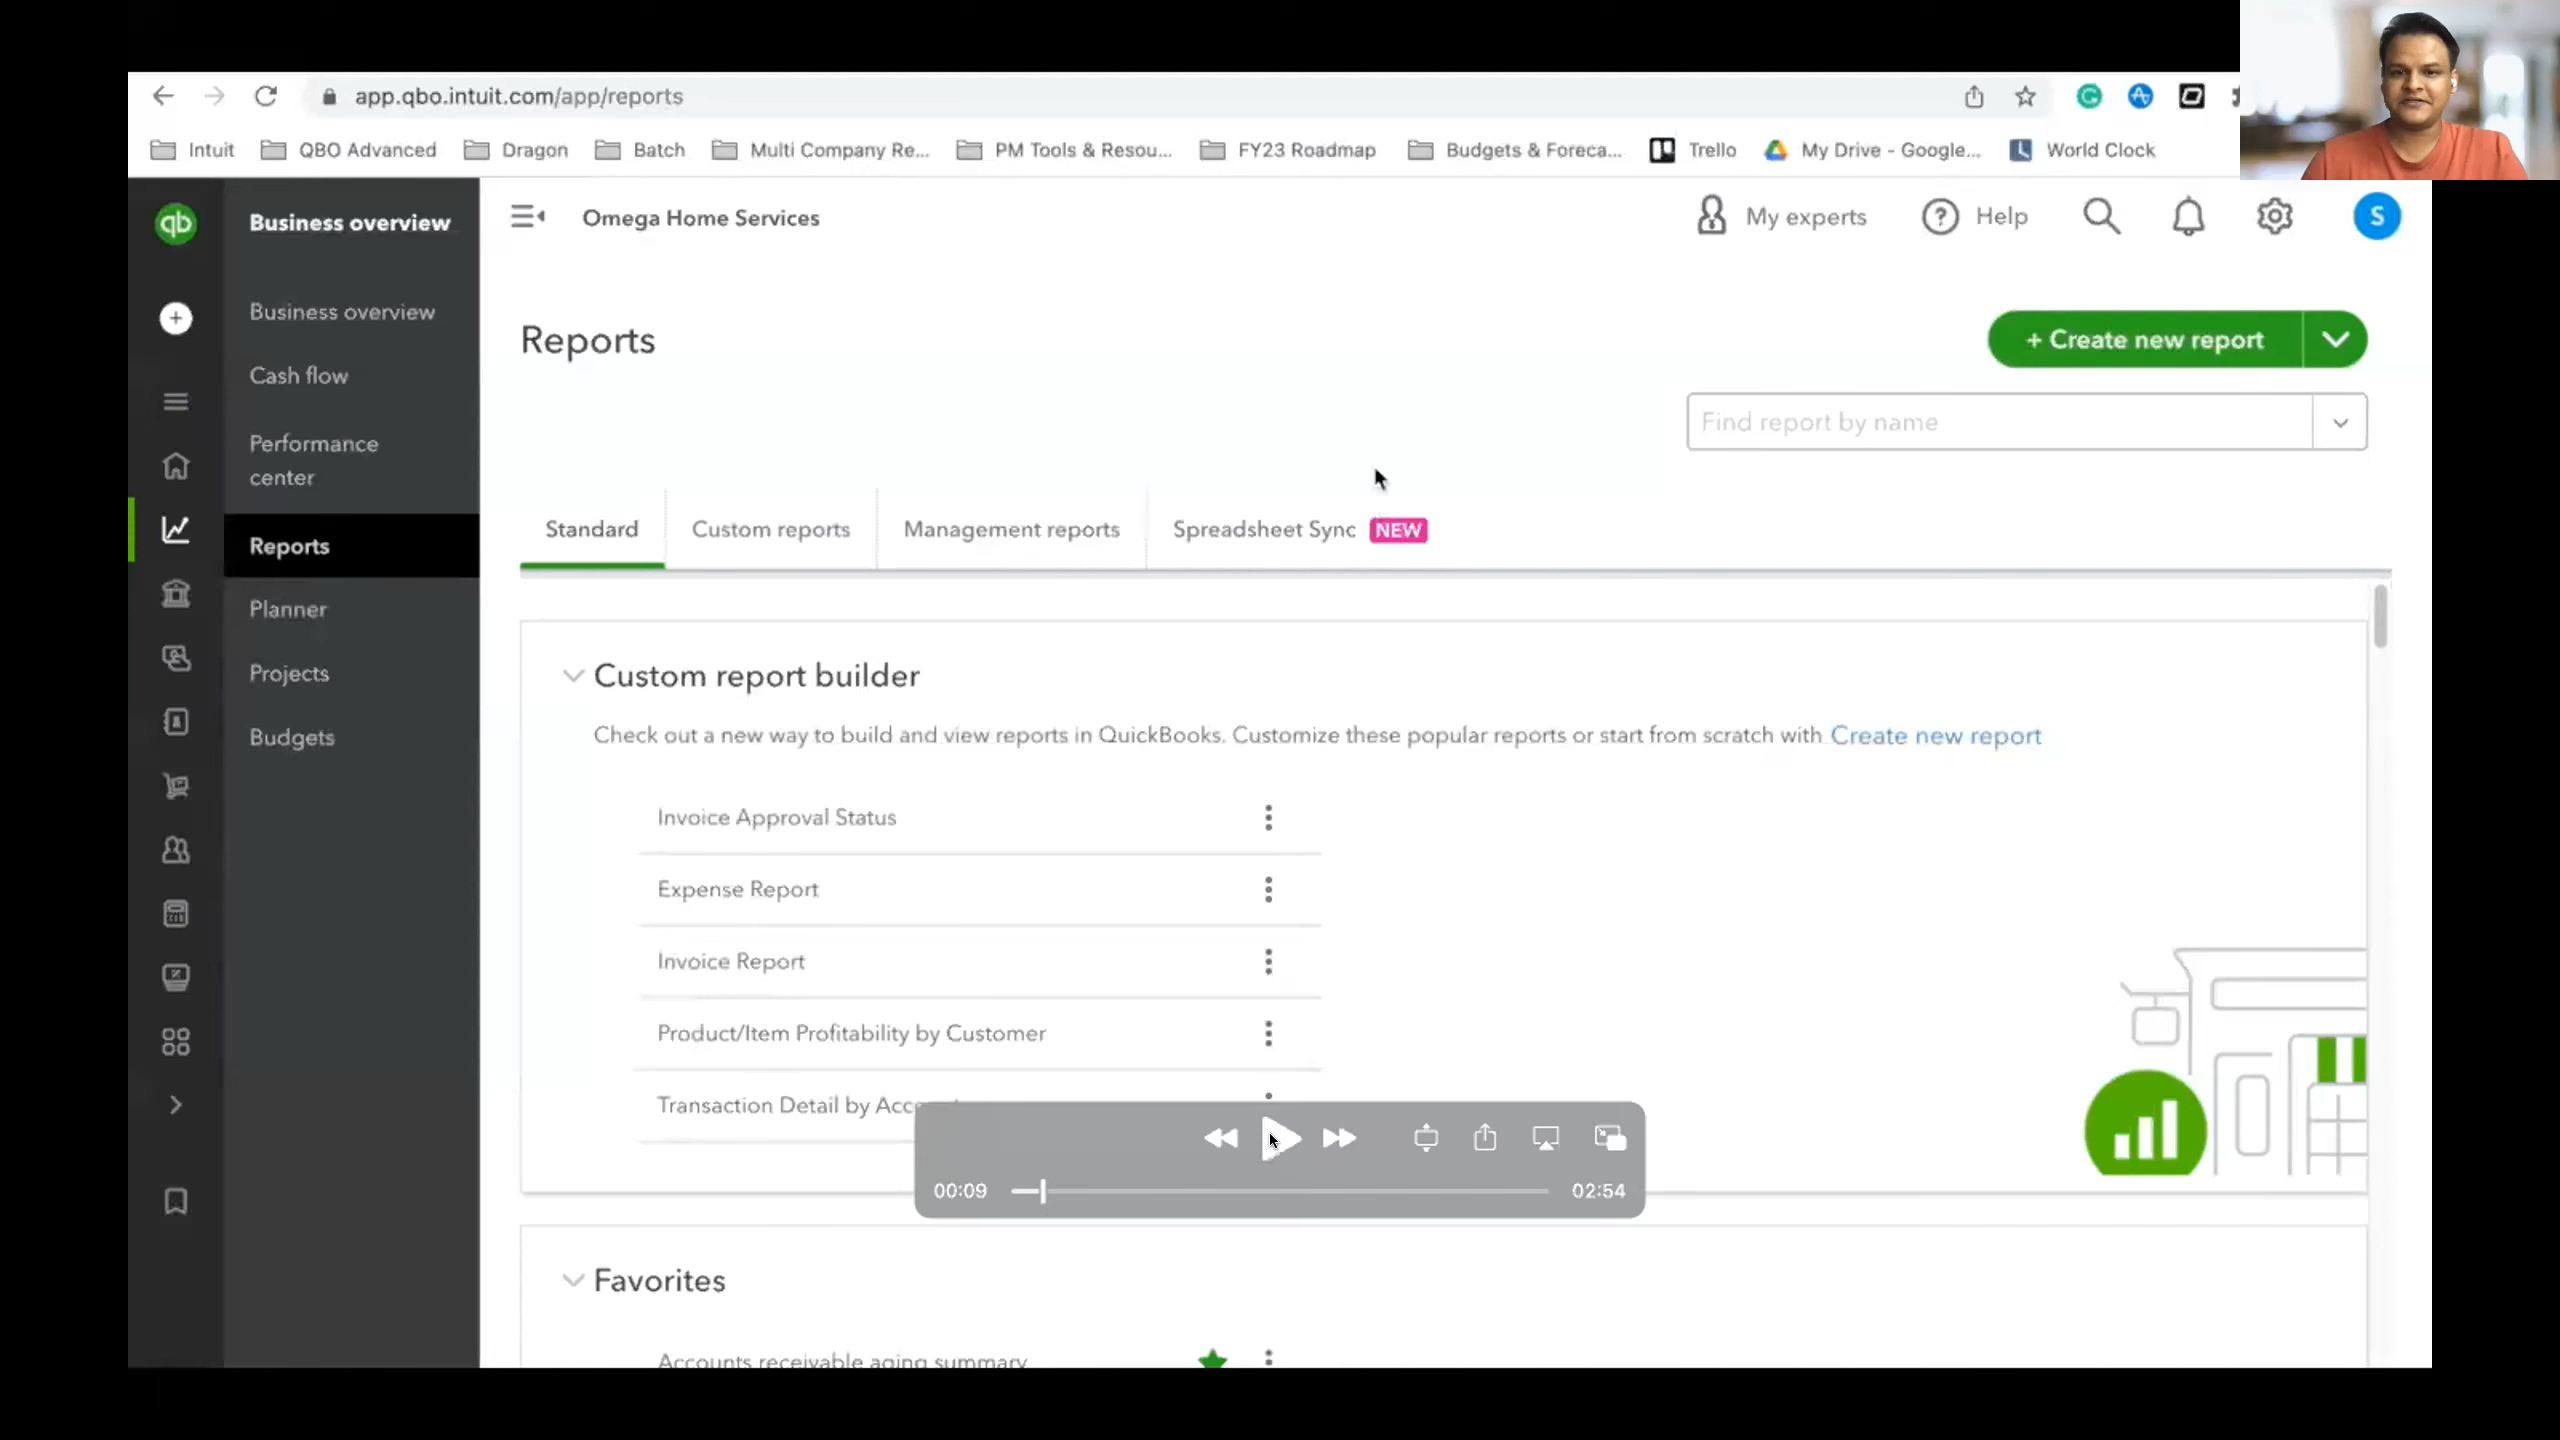 app.qbo.intuit.com/app/reports
Intuit QBO Advanced Dragon Batch Multi Company Re... PM Tools & Resou... FY23 Roadmap Budgets & Foreca... Trello My Drive - Google... World Clock
qb
Business overview
Business overview
Cash flow
Performance
center
Reports
Planner
Projects
Budgets
Omega Home Services
My experts
Help
S
Reports
+ Create new report
Find report by name
Standard
Custom reports
Management reports
Spreadsheet Sync NEW
Custom report builder
Check out a new way to build and view reports in QuickBooks. Customize these popular reports or start from scratch with Create new report
Invoice Approval Status
Expense Report
Invoice Report
Product/Item Profitability by Customer
Transaction Detail by
00:09
02:54
Favorites
Accounts receivable aging summary